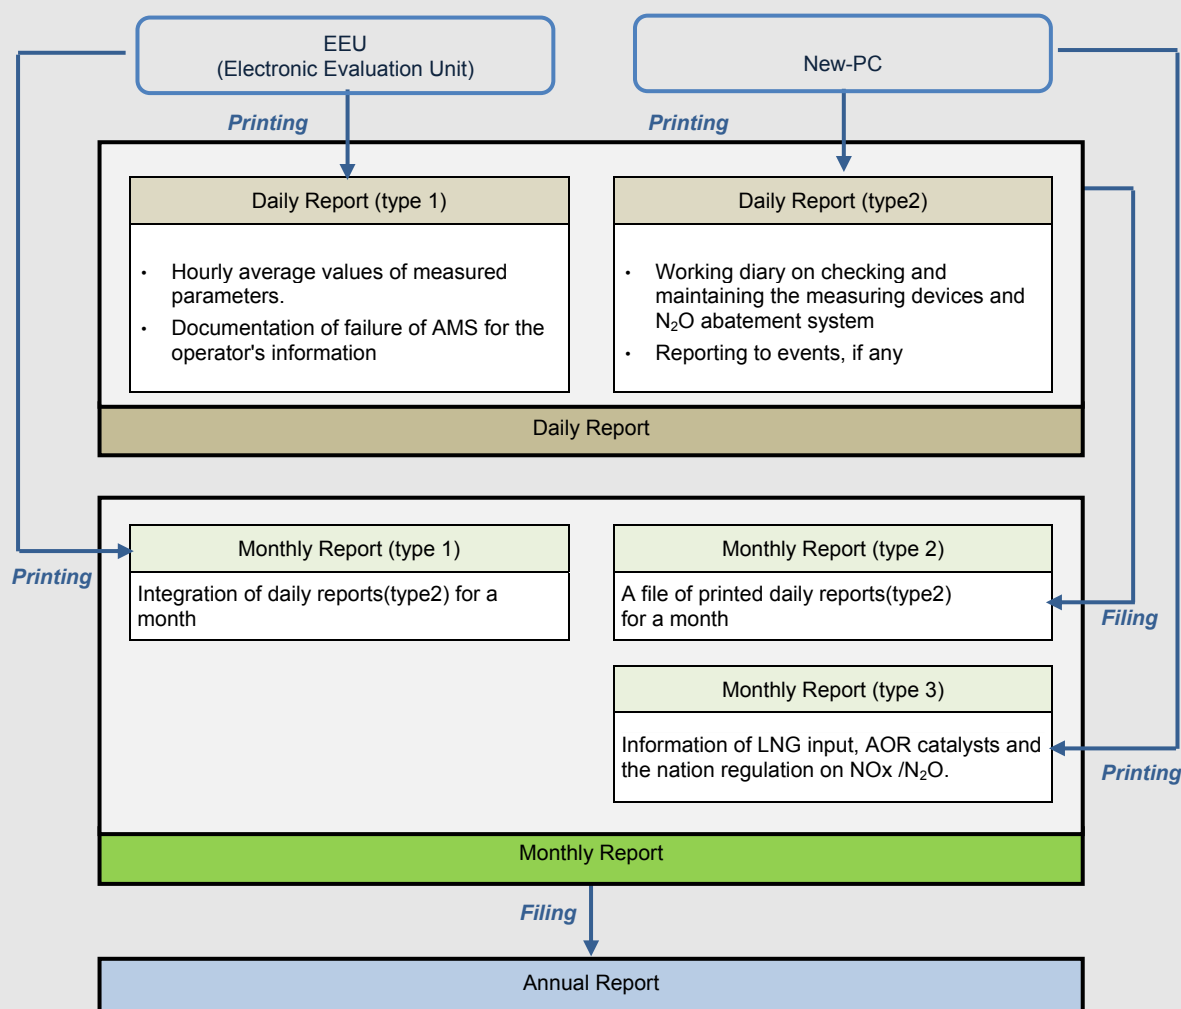 EEU
(Electronic Evaluation Unit)
New-PC
Printing
Printing
Daily Report (type 1)
• Hourly average values of measured
parameters.
• Documentation of failure of AMS for the
operator's information
Daily Report (type2)
• Working diary on checking and
maintaining the measuring devices and
N₂O abatement system
• Reporting to events, if any
Daily Report
Monthly Report (type 1)
Integration of daily reports(type2) for a
month
Printing
Monthly Report (type 2)
A file of printed daily reports(type2)
for a month
Filing
Monthly Report (type 3)
Information of LNG input, AOR catalysts and
the nation regulation on NOx /N₂O.
Printing
Monthly Report
Filing
Annual Report